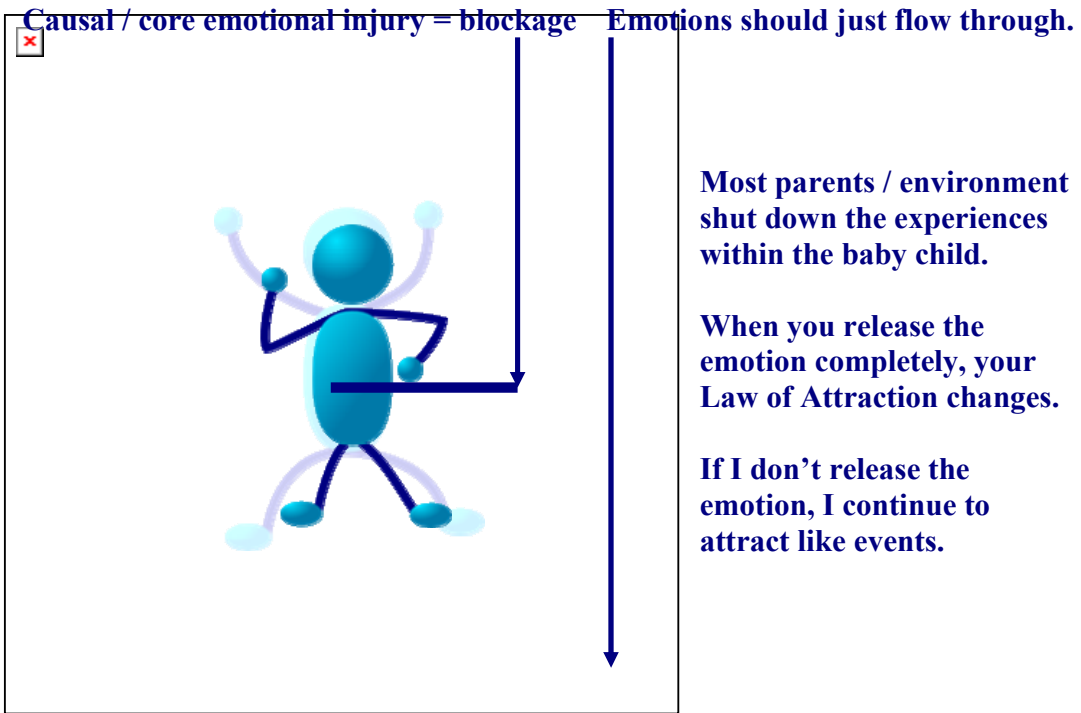 Causal / core emotional injury = blockage Emotions should just flow through.
Most parents / environment
shut down the experiences
within the baby child.
When you release the
emotion completely, your
Law of Attraction changes.
If I don’t release the
emotion, I continue to
attract like events.